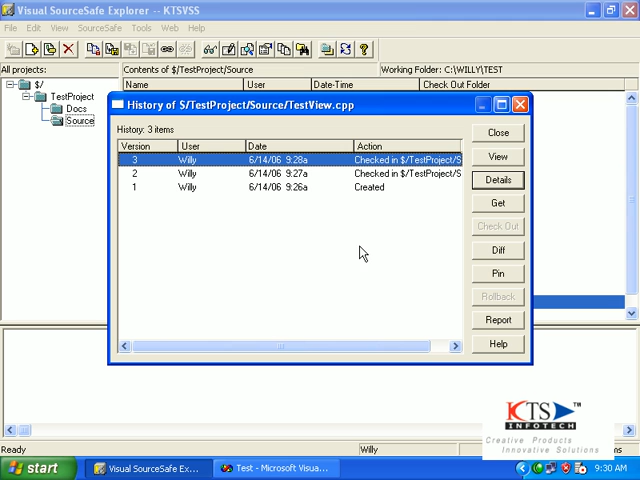 Visual SourceSafe Explorer -- KTSVSS
File Edit View SourceSafe Tools Web Help
All projects: Contents of $/TestProject/Source Working Folder: C:\WILLY\TEST
$/ Name User Date-Time Check Out Folder
TestProject
Docs
Source
History of $/TestProject/Source/TestView.cpp
History: 3 items
Version User Date Action
3 Willy 6/14/06 9:28a Checked in $/TestProject/S
2 Willy 6/14/06 9:27a Checked in $/TestProject/S
1 Willy 6/14/06 9:26a Created
Close
View
Details
Get
Check Out
Diff
Pin
Rollback
Report
Help
KTS™
INFOTECH
Creative Products
Innovative Solutions
Ready Willy ms
start Visual SourceSafe Ex... Test - Microsoft Visua... 9:30 AM